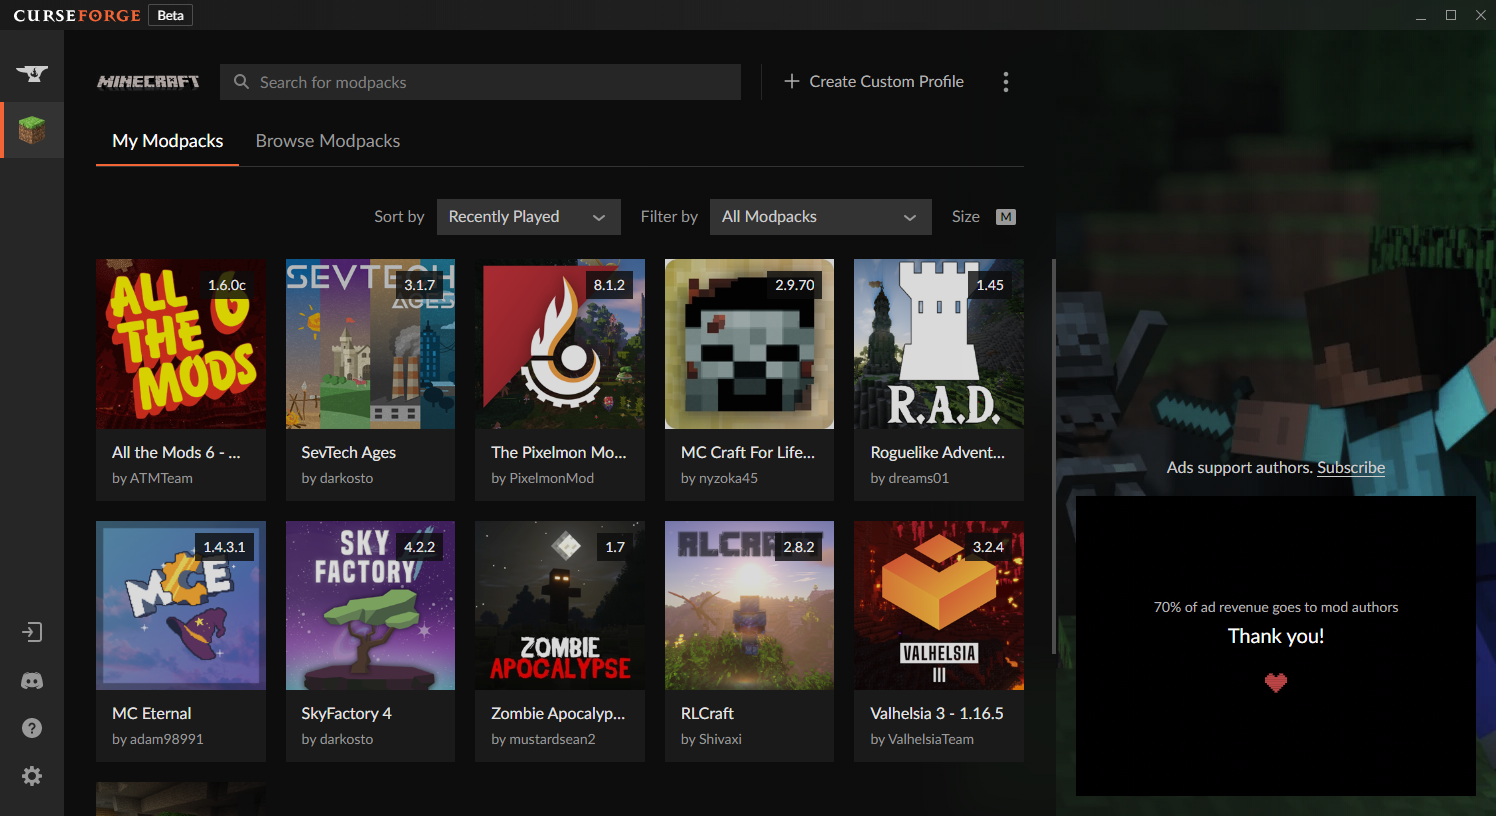 CURSEFORGE Beta
MINECRAFT
Search for modpacks
Create Custom Profile
My Modpacks
Browse Modpacks
Sort by
Recently Played
Filter by
All Modpacks
Size
M
ALL THE MODS 6
1.6.0c
All the Mods 6 - ...
by ATMTeam
SEVTECH
AGES
3.1.7
SevTech Ages
by darkosto
8.1.2
The Pixelmon Mo...
by PixelmonMod
2.9.70
MC Craft For Life...
by nyzoka45
1.45
R.A.D.
Roguelike Advent...
by dreams01
MCE
1.4.3.1
MC Eternal
by adam98991
SKY
FACTORY
4.2.2
SkyFactory 4
by darkosto
1.7
ZOMBIE
APOCALYPSE
Zombie Apocalyp...
by mustardsean2
RLCRAFT
2.8.2
RLCraft
by Shivaxi
3.2.4
VALHELSIA
III
Valhelsia 3 - 1.16.5
by ValhelsiaTeam
Ads support authors. Subscribe
70% of ad revenue goes to mod authors
Thank you!